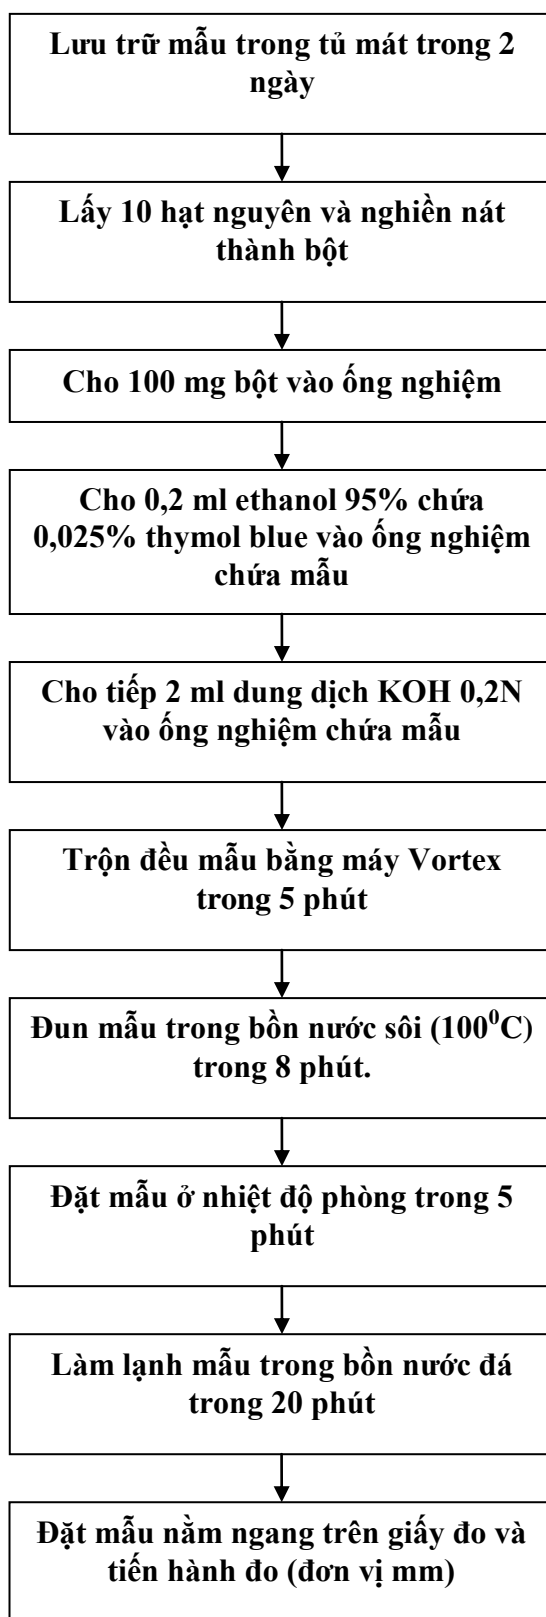 Lưu trữ mẫu trong tủ mát trong 2
ngày
Lấy 10 hạt nguyên và nghiền nát
thành bột
Cho 100 mg bột vào ống nghiệm
Cho 0,2 ml ethanol 95% chứa
0,025% thymol blue vào ống nghiệm
chứa mẫu
Cho tiếp 2 ml dung dịch KOH 0,2N
vào ống nghiệm chứa mẫu
Trộn đều mẫu bằng máy Vortex
trong 5 phút
Đun mẫu trong bồn nước sôi (100⁰C)
trong 8 phút.
Đặt mẫu ở nhiệt độ phòng trong 5
phút
Làm lạnh mẫu trong bồn nước đá
trong 20 phút
Đặt mẫu nằm ngang trên giấy đo và
tiến hành đo (đơn vị mm)